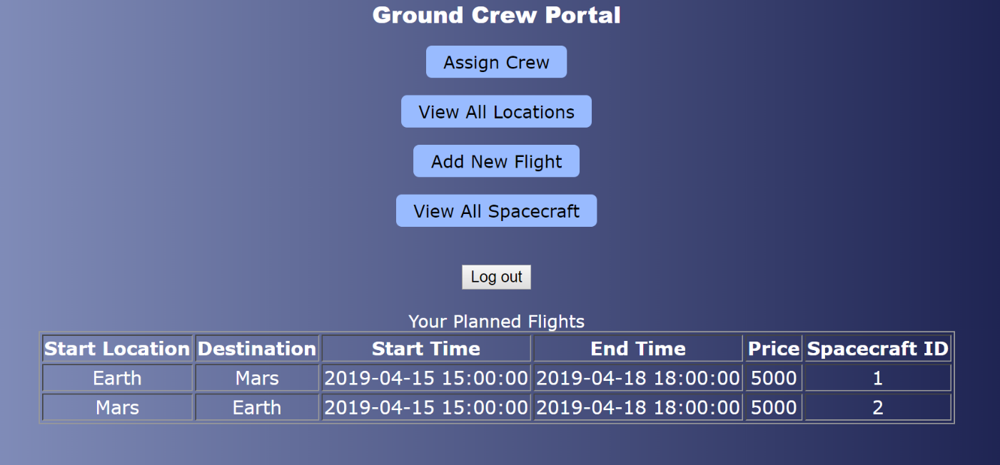 Ground Crew Portal
Assign Crew
View All Locations
Add New Flight
View All Spacecraft
Log out
Your Planned Flights
Start Location Destination Start Time End Time Price Spacecraft ID
Earth Mars 2019-04-15 15:00:00 2019-04-18 18:00:00 5000 1
Mars Earth 2019-04-15 15:00:00 2019-04-18 18:00:00 5000 2